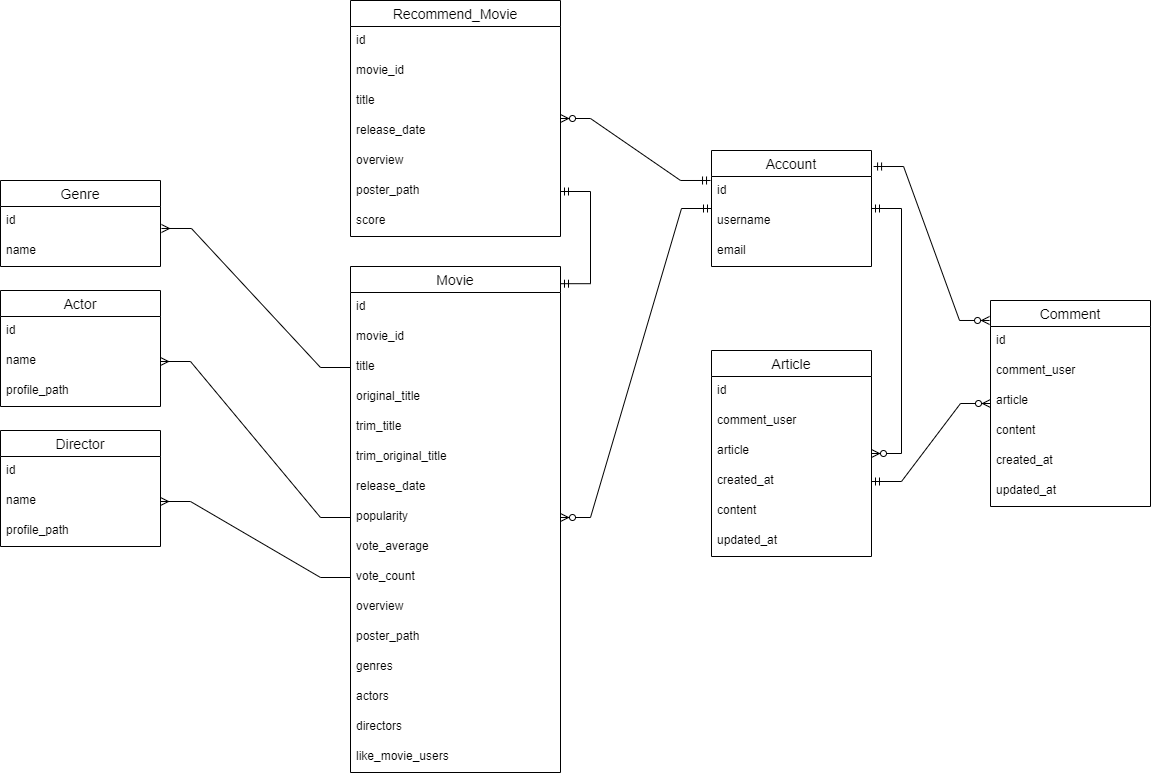 Recommend_Movie
id
movie_id
title
release_date
overview
poster_path
score
Genre
id
name
Actor
id
name
profile_path
Director
id
name
profile_path
Movie
id
movie_id
title
original_title
trim_title
trim_original_title
release_date
popularity
vote_average
vote_count
overview
poster_path
genres
actors
directors
like_movie_users
Account
id
username
email
Article
id
comment_user
article
created_at
content
updated_at
Comment
id
comment_user
article
content
created_at
updated_at